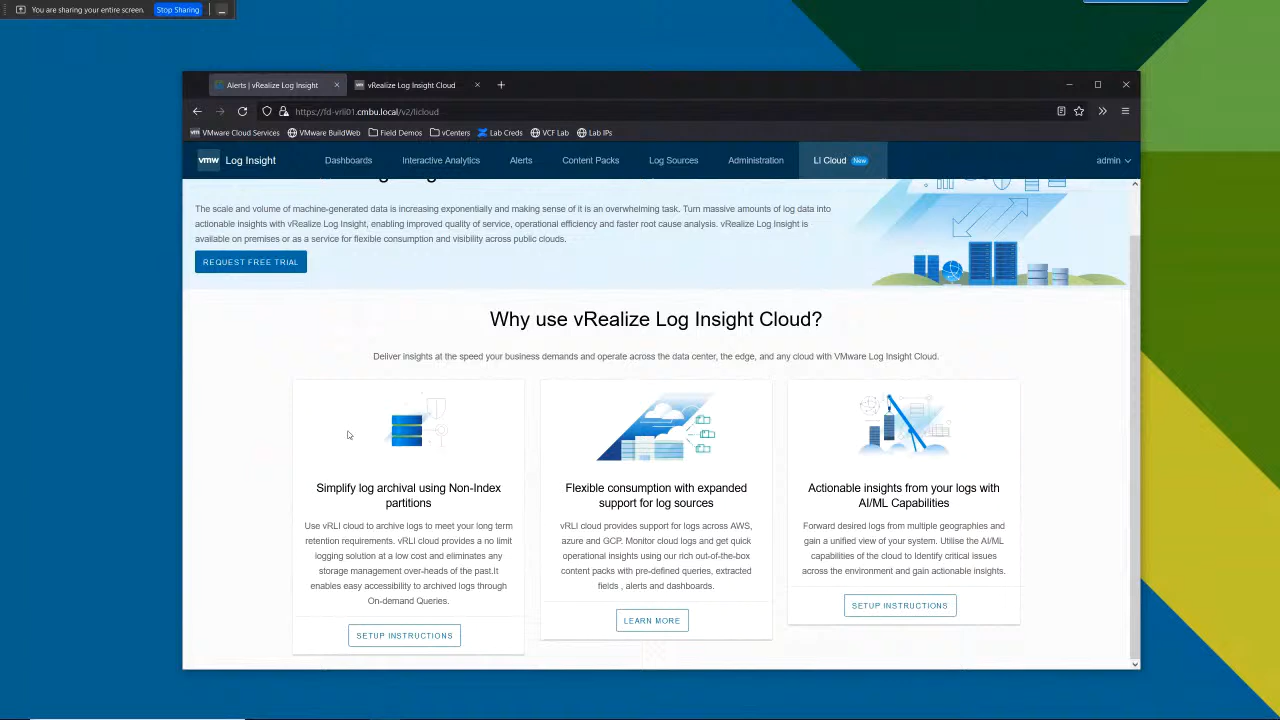 You are sharing your entire screen. Stop Sharing
Alerts | vRealize Log Insight
vRealize Log Insight Cloud
https://fd-vrli01.cmbu.local/v2/licloud
vmw VMware Cloud Services VMware BuildWeb Field Demos vCenters Lab Creds VCF Lab Lab IPs
vmw Log Insight Dashboards Interactive Analytics Alerts Content Packs Log Sources Administration LI Cloud New admin
The scale and volume of machine-generated data is increasing exponentially and making sense of it is an overwhelming task. Turn massive amounts of log data into
actionable insights with vRealize Log Insight, enabling improved quality of service, operational efficiency and faster root cause analysis. vRealize Log Insight is
available on premises or as a service for flexible consumption and visibility across public clouds.
REQUEST FREE TRIAL
Why use vRealize Log Insight Cloud?
Deliver insights at the speed your business demands and operate across the data center, the edge, and any cloud with VMware Log Insight Cloud.
Simplify log archival using Non-Index
partitions
Use vRLI cloud to archive logs to meet your long term
retention requirements. vRLI cloud provides a no limit
logging solution at a low cost and eliminates any
storage management over-heads of the past.It
enables easy accessibility to archived logs through
On-demand Queries.
SETUP INSTRUCTIONS
Flexible consumption with expanded
support for log sources
vRLI cloud provides support for logs across AWS,
azure and GCP. Monitor cloud logs and get quick
operational insights using our rich out-of-the-box
content packs with pre-defined queries, extracted
fields , alerts and dashboards.
LEARN MORE
Actionable insights from your logs with
AI/ML Capabilities
Forward desired logs from multiple geographies and
gain a unified view of your system. Utilise the AI/ML
capabilities of the cloud to Identify critical issues
across the environment and gain actionable insights.
SETUP INSTRUCTIONS